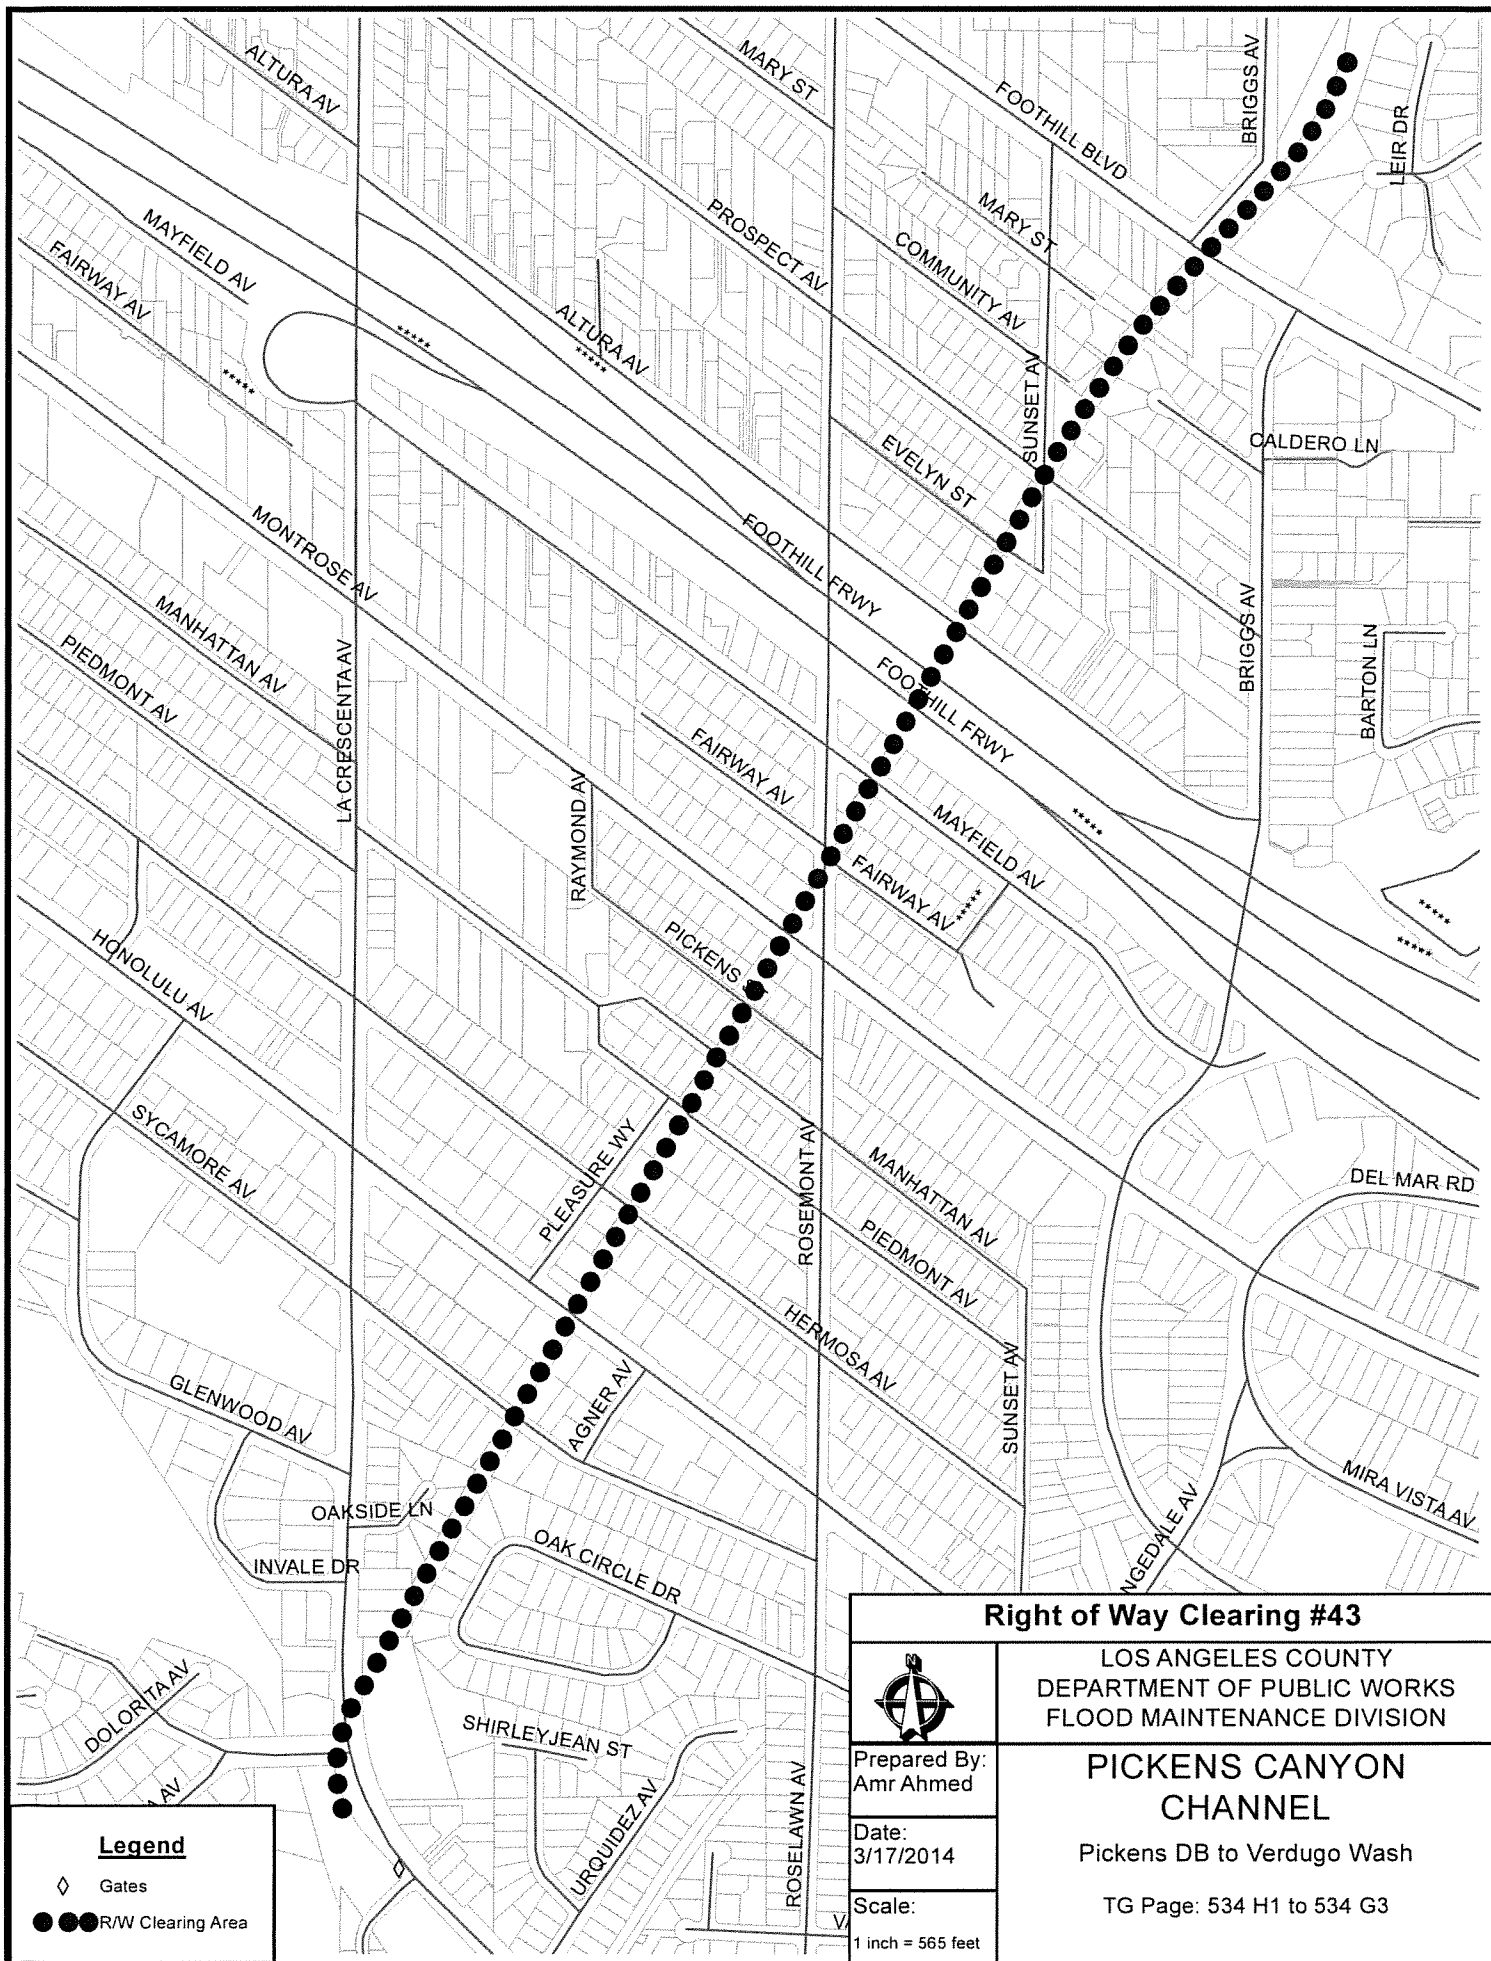 ALTURA AV
MARY ST
FOOTHILL BLVD
BRIGGS AV
LEIR DR
MAYFIELD AV
FAIRWAY AV
PROSPECT AV
MARY ST
COMMUNITY AV
*****
*****
*****
ALTURA AV
SUNSET AV
EVELYN ST
CALDERO LN
MONTROSE AV
FOOTHILL FRWY
MANHATTAN AV
PIEDMONT AV
LA CRESCENTA AV
FOOTHILL FRWY
BRIGGS AV
BARTON LN
FAIRWAY AV
RAYMOND AV
MAYFIELD AV
*****
FAIRWAY AV
*****
*****
*****
PICKENS
HONOLULU AV
SYCAMORE AV
PLEASURE WY
ROSEMONT AV
MANHATTAN AV
PIEDMONT AV
DEL MAR RD
HERMOSA AV
SUNSET AV
AGNER AV
GLENWOOD AV
OAKSIDE LN
INVALE DR
OAK CIRCLE DR
MIRA VISTA AV
NGEDALE AV
DOLORITA AV
A AV
SHIRLEYJEAN ST
URQUIDEZ AV
ROSELAWN AV
VA
Legend
Gates
R/W Clearing Area
Right of Way Clearing #43
N
LOS ANGELES COUNTY
DEPARTMENT OF PUBLIC WORKS
FLOOD MAINTENANCE DIVISION
Prepared By:
Amr Ahmed
Date:
3/17/2014
Scale:
1 inch = 565 feet
PICKENS CANYON
CHANNEL
Pickens DB to Verdugo Wash
TG Page: 534 H1 to 534 G3